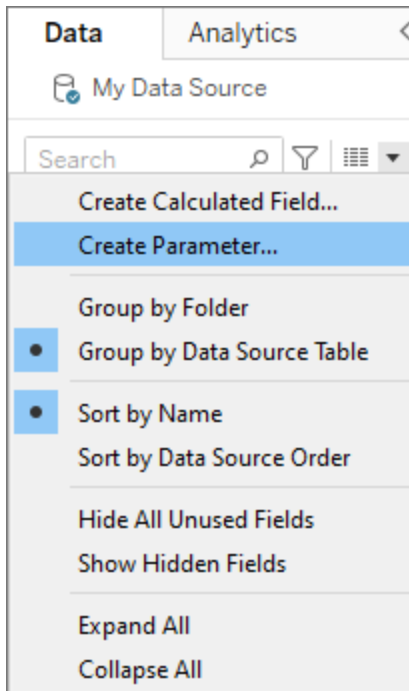 Data
Analytics
My Data Source
Search
Create Calculated Field...
Create Parameter...
Group by Folder
Group by Data Source Table
Sort by Name
Sort by Data Source Order
Hide All Unused Fields
Show Hidden Fields
Expand All
Collapse All